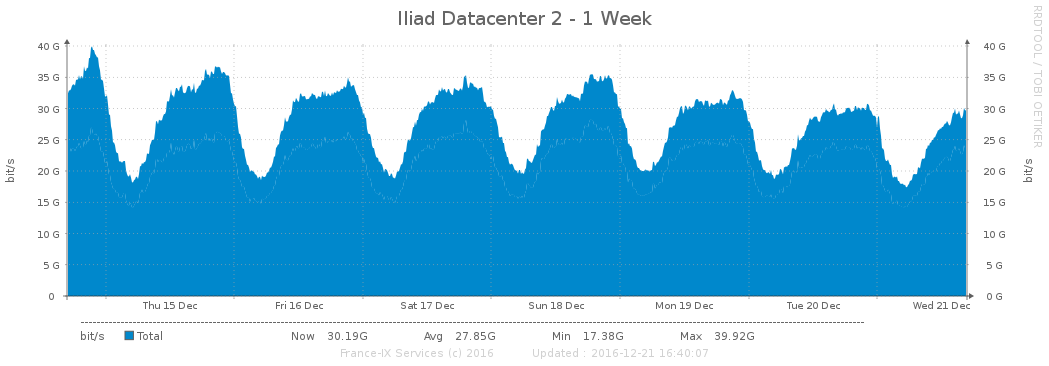 Iliad Datacenter 2 - 1 Week
RRDTOOL / TOBI OETIKER
bit/s
40 G 40 G
35 G 35 G
30 G 30 G
25 G 25 G
20 G 20 G
15 G 15 G
10 G 10 G
5 G 5 G
0 0 G
bit/s
Thu 15 Dec Fri 16 Dec Sat 17 Dec Sun 18 Dec Mon 19 Dec Tue 20 Dec Wed 21 Dec
bit/s Total Now 30.19G Avg 27.85G Min 17.38G Max 39.92G
France-IX Services (c) 2016 Updated : 2016-12-21 16:40:07